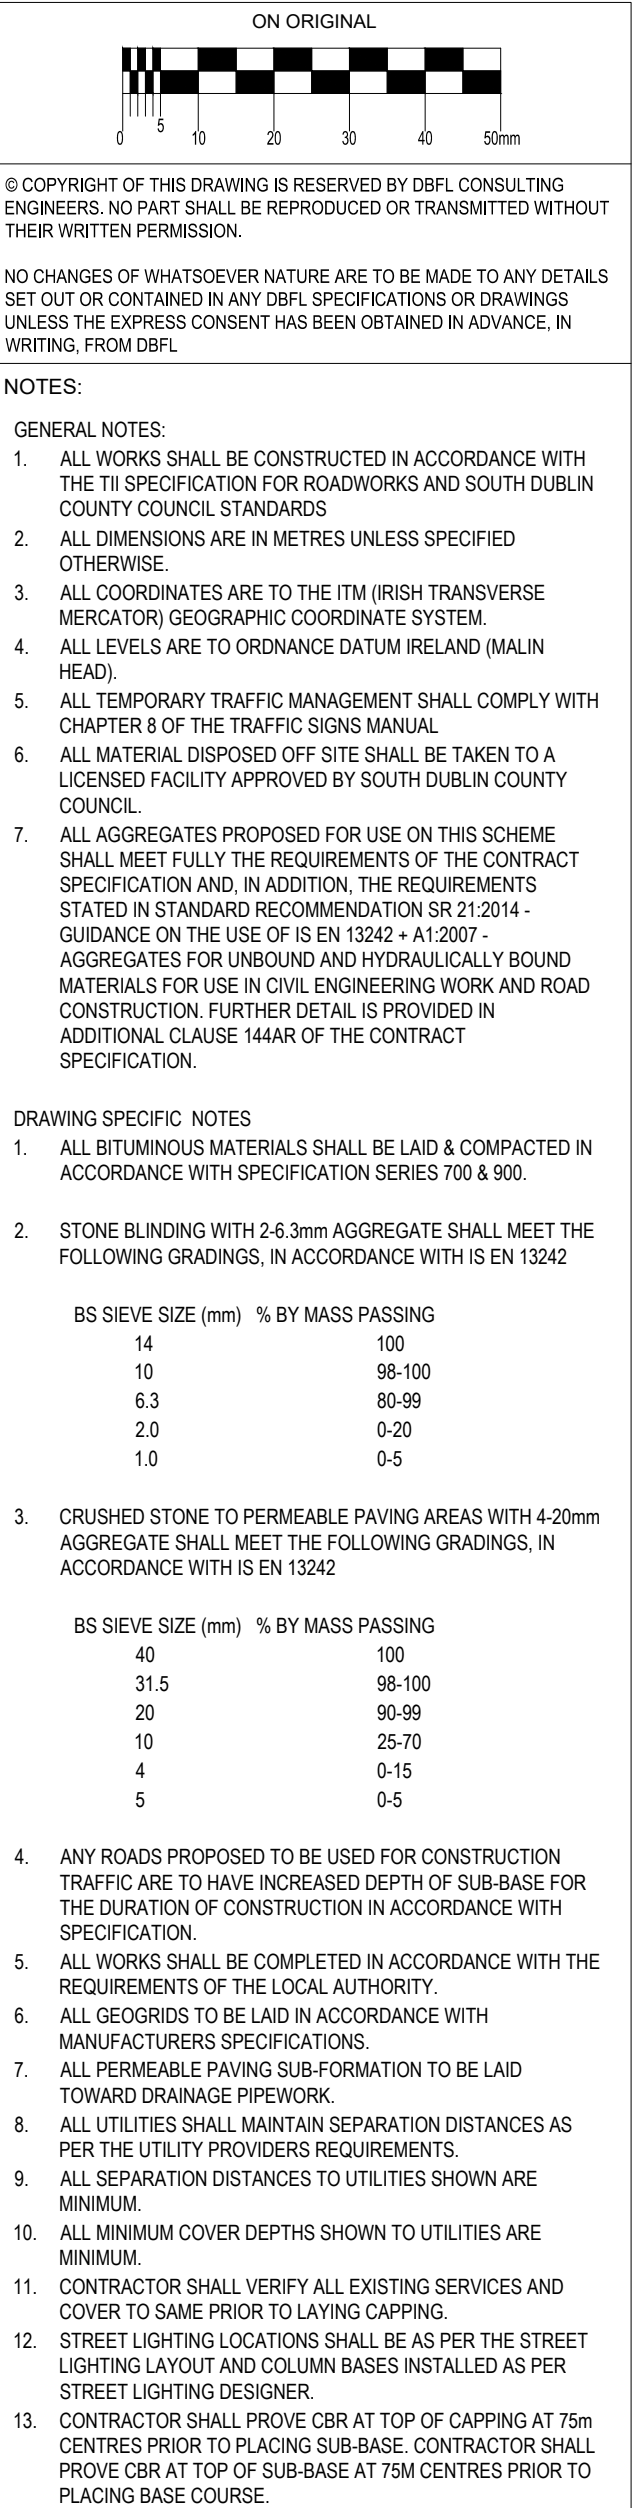 ON ORIGINAL
0 5 10 20 30 40 50mm
© COPYRIGHT OF THIS DRAWING IS RESERVED BY DBFL CONSULTING
ENGINEERS. NO PART SHALL BE REPRODUCED OR TRANSMITTED WITHOUT
THEIR WRITTEN PERMISSION.
NO CHANGES OF WHATSOEVER NATURE ARE TO BE MADE TO ANY DETAILS
SET OUT OR CONTAINED IN ANY DBFL SPECIFICATIONS OR DRAWINGS
UNLESS THE EXPRESS CONSENT HAS BEEN OBTAINED IN ADVANCE, IN
WRITING, FROM DBFL
NOTES:
GENERAL NOTES:
1. ALL WORKS SHALL BE CONSTRUCTED IN ACCORDANCE WITH
THE TII SPECIFICATION FOR ROADWORKS AND SOUTH DUBLIN
COUNTY COUNCIL STANDARDS
2. ALL DIMENSIONS ARE IN METRES UNLESS SPECIFIED
OTHERWISE.
3. ALL COORDINATES ARE TO THE ITM (IRISH TRANSVERSE
MERCATOR) GEOGRAPHIC COORDINATE SYSTEM.
4. ALL LEVELS ARE TO ORDNANCE DATUM IRELAND (MALIN
HEAD).
5. ALL TEMPORARY TRAFFIC MANAGEMENT SHALL COMPLY WITH
CHAPTER 8 OF THE TRAFFIC SIGNS MANUAL
6. ALL MATERIAL DISPOSED OFF SITE SHALL BE TAKEN TO A
LICENSED FACILITY APPROVED BY SOUTH DUBLIN COUNTY
COUNCIL.
7. ALL AGGREGATES PROPOSED FOR USE ON THIS SCHEME
SHALL MEET FULLY THE REQUIREMENTS OF THE CONTRACT
SPECIFICATION AND, IN ADDITION, THE REQUIREMENTS
STATED IN STANDARD RECOMMENDATION SR 21:2014 -
GUIDANCE ON THE USE OF IS EN 13242 + A1:2007 -
AGGREGATES FOR UNBOUND AND HYDRAULICALLY BOUND
MATERIALS FOR USE IN CIVIL ENGINEERING WORK AND ROAD
CONSTRUCTION. FURTHER DETAIL IS PROVIDED IN
ADDITIONAL CLAUSE 144AR OF THE CONTRACT
SPECIFICATION.
DRAWING SPECIFIC NOTES
1. ALL BITUMINOUS MATERIALS SHALL BE LAID & COMPACTED IN
ACCORDANCE WITH SPECIFICATION SERIES 700 & 900.
2. STONE BLINDING WITH 2-6.3mm AGGREGATE SHALL MEET THE
FOLLOWING GRADINGS, IN ACCORDANCE WITH IS EN 13242
BS SIEVE SIZE (mm) % BY MASS PASSING
14 100
10 98-100
6.3 80-99
2.0 0-20
1.0 0-5
3. CRUSHED STONE TO PERMEABLE PAVING AREAS WITH 4-20mm
AGGREGATE SHALL MEET THE FOLLOWING GRADINGS, IN
ACCORDANCE WITH IS EN 13242
BS SIEVE SIZE (mm) % BY MASS PASSING
40 100
31.5 98-100
20 90-99
10 25-70
4 0-15
5 0-5
4. ANY ROADS PROPOSED TO BE USED FOR CONSTRUCTION
TRAFFIC ARE TO HAVE INCREASED DEPTH OF SUB-BASE FOR
THE DURATION OF CONSTRUCTION IN ACCORDANCE WITH
SPECIFICATION.
5. ALL WORKS SHALL BE COMPLETED IN ACCORDANCE WITH THE
REQUIREMENTS OF THE LOCAL AUTHORITY.
6. ALL GEOGRIDS TO BE LAID IN ACCORDANCE WITH
MANUFACTURERS SPECIFICATIONS.
7. ALL PERMEABLE PAVING SUB-FORMATION TO BE LAID
TOWARD DRAINAGE PIPEWORK.
8. ALL UTILITIES SHALL MAINTAIN SEPARATION DISTANCES AS
PER THE UTILITY PROVIDERS REQUIREMENTS.
9. ALL SEPARATION DISTANCES TO UTILITIES SHOWN ARE
MINIMUM.
10. ALL MINIMUM COVER DEPTHS SHOWN TO UTILITIES ARE
MINIMUM.
11. CONTRACTOR SHALL VERIFY ALL EXISTING SERVICES AND
COVER TO SAME PRIOR TO LAYING CAPPING.
12. STREET LIGHTING LOCATIONS SHALL BE AS PER THE STREET
LIGHTING LAYOUT AND COLUMN BASES INSTALLED AS PER
STREET LIGHTING DESIGNER.
13. CONTRACTOR SHALL PROVE CBR AT TOP OF CAPPING AT 75m
CENTRES PRIOR TO PLACING SUB-BASE. CONTRACTOR SHALL
PROVE CBR AT TOP OF SUB-BASE AT 75M CENTRES PRIOR TO
PLACING BASE COURSE.